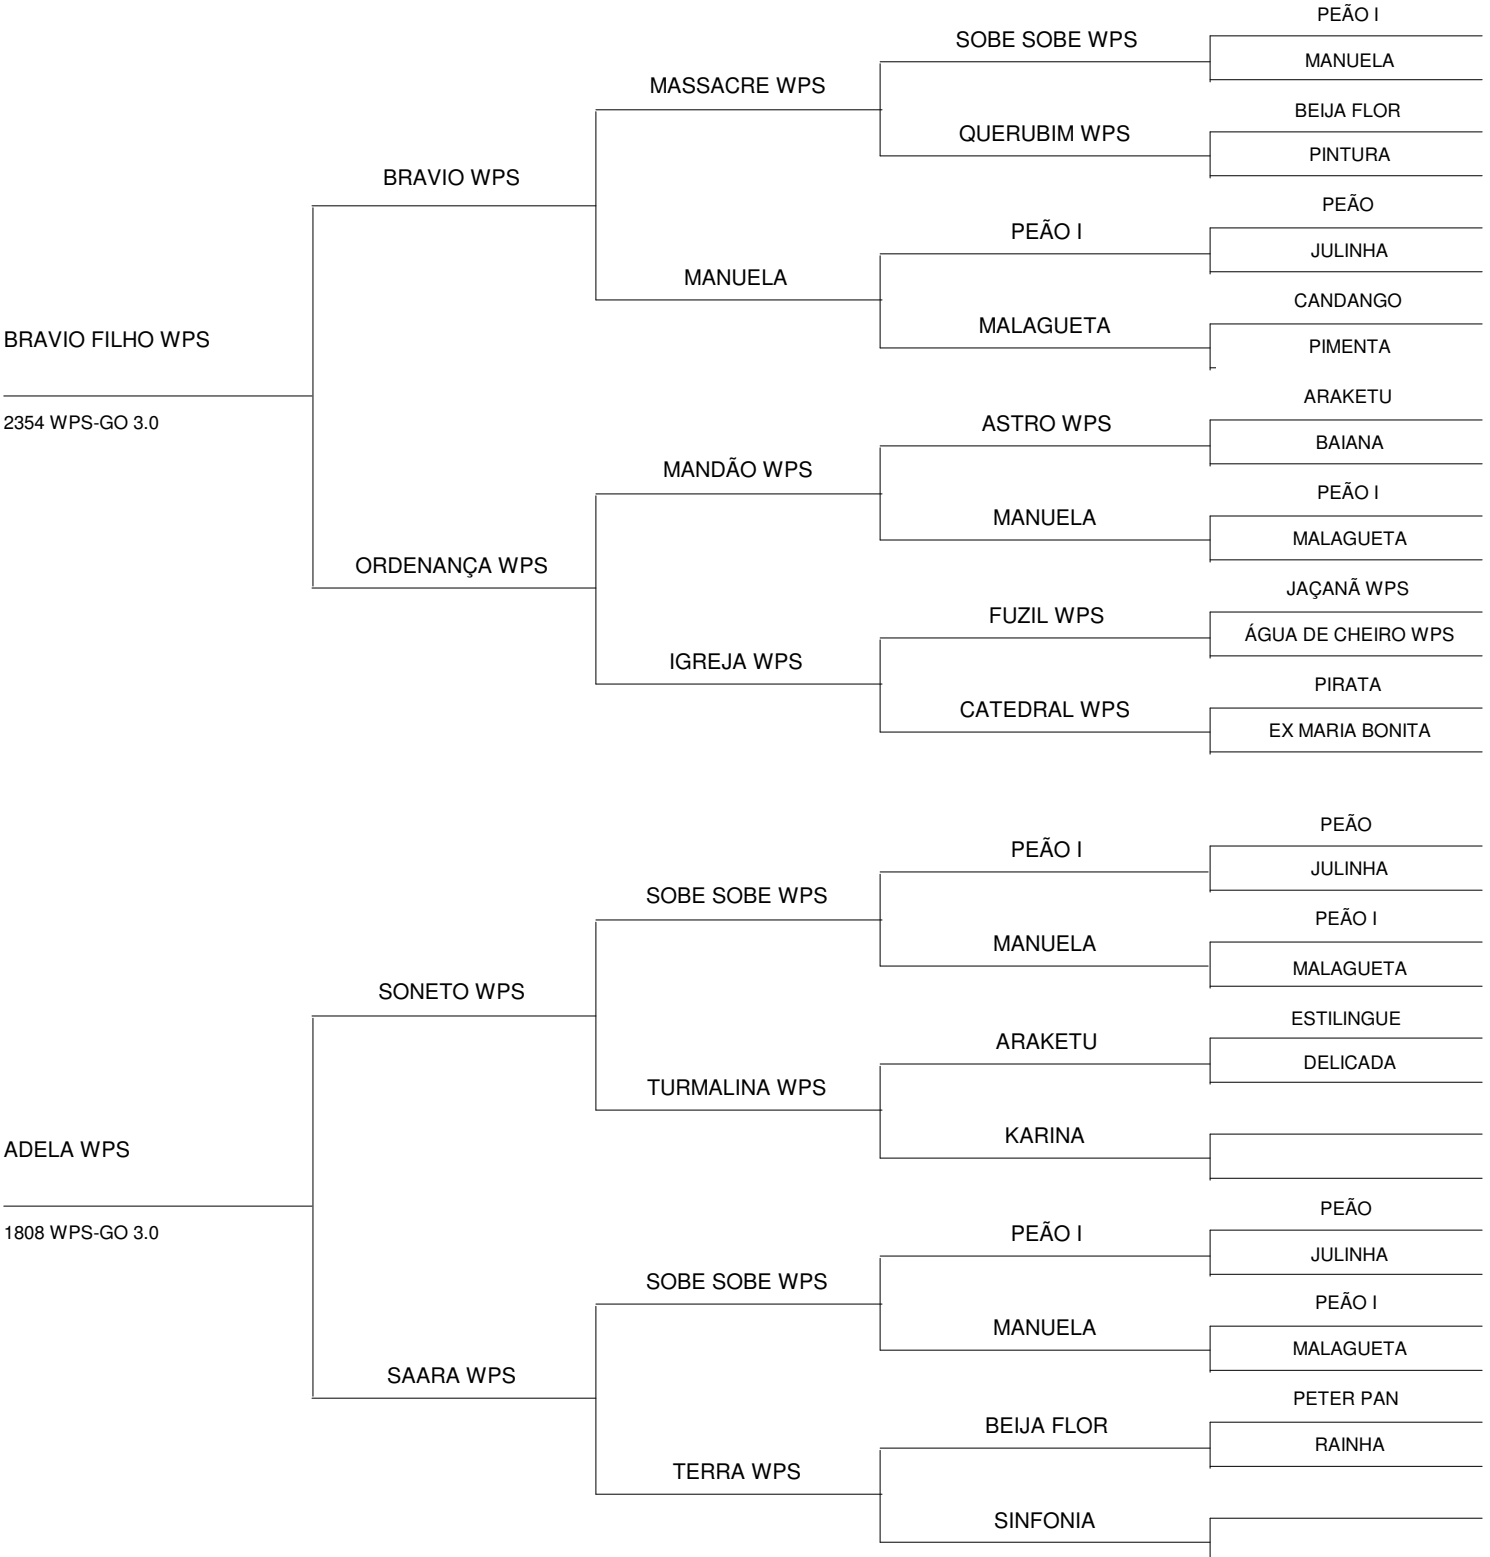 PEÃO I
SOBE SOBE WPS
MANUELA
MASSACRE WPS
BEIJA FLOR
QUERUBIM WPS
PINTURA
BRAVIO WPS
PEÃO
PEÃO I
JULINHA
MANUELA
CANDANGO
MALAGUETA
BRAVIO FILHO WPS
PIMENTA
ARAKETU
2354 WPS-GO 3.0
ASTRO WPS
BAIANA
MANDÃO WPS
PEÃO I
MANUELA
MALAGUETA
ORDENANÇA WPS
JAÇANÃ WPS
FUZIL WPS
ÁGUA DE CHEIRO WPS
IGREJA WPS
PIRATA
CATEDRAL WPS
EX MARIA BONITA
PEÃO
PEÃO I
JULINHA
SOBE SOBE WPS
PEÃO I
MANUELA
MALAGUETA
SONETO WPS
ESTILINGUE
ARAKETU
DELICADA
TURMALINA WPS
KARINA
ADELA WPS
PEÃO
1808 WPS-GO 3.0
PEÃO I
JULINHA
SOBE SOBE WPS
PEÃO I
MANUELA
MALAGUETA
SAARA WPS
PETER PAN
BEIJA FLOR
RAINHA
TERRA WPS
SINFONIA